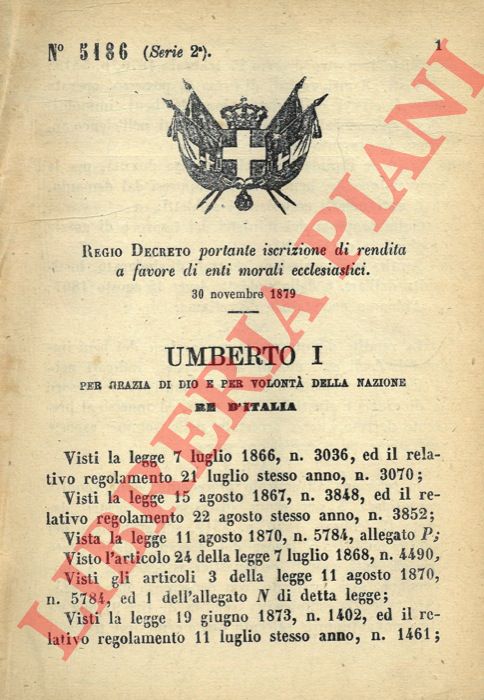 Nº 5186 (Serie 2ª).
1
REGIO DECRETO portante iscrizione di rendita
a favore di enti morali ecclesiastici.
30 novembre 1879
UMBERTO I
PER GRAZIA DI DIO E PER VOLONTÀ DELLA NAZIONE
RE D'ITALIA
Visti la legge 7 luglio 1866, n. 3036, ed il rela-
tivo regolamento 21 luglio stesso anno, n. 3070;
Visti la legge 15 agosto 1867, n. 3848, ed il re-
lativo regolamento 22 agosto stesso anno, n. 3852;
Vista la legge 11 agosto 1870, n. 5784, allegato P;
Visto l'articolo 24 della legge 7 luglio 1868, n. 4490,
Visti gli articoli 3 della legge 11 agosto 1870,
n. 5784, ed 1 dell'allegato N di detta legge;
Visti la legge 19 giugno 1873, n. 1402, ed il re-
lativo regolamento 11 luglio stesso anno, n. 1461;
LIBRERIA PIANI